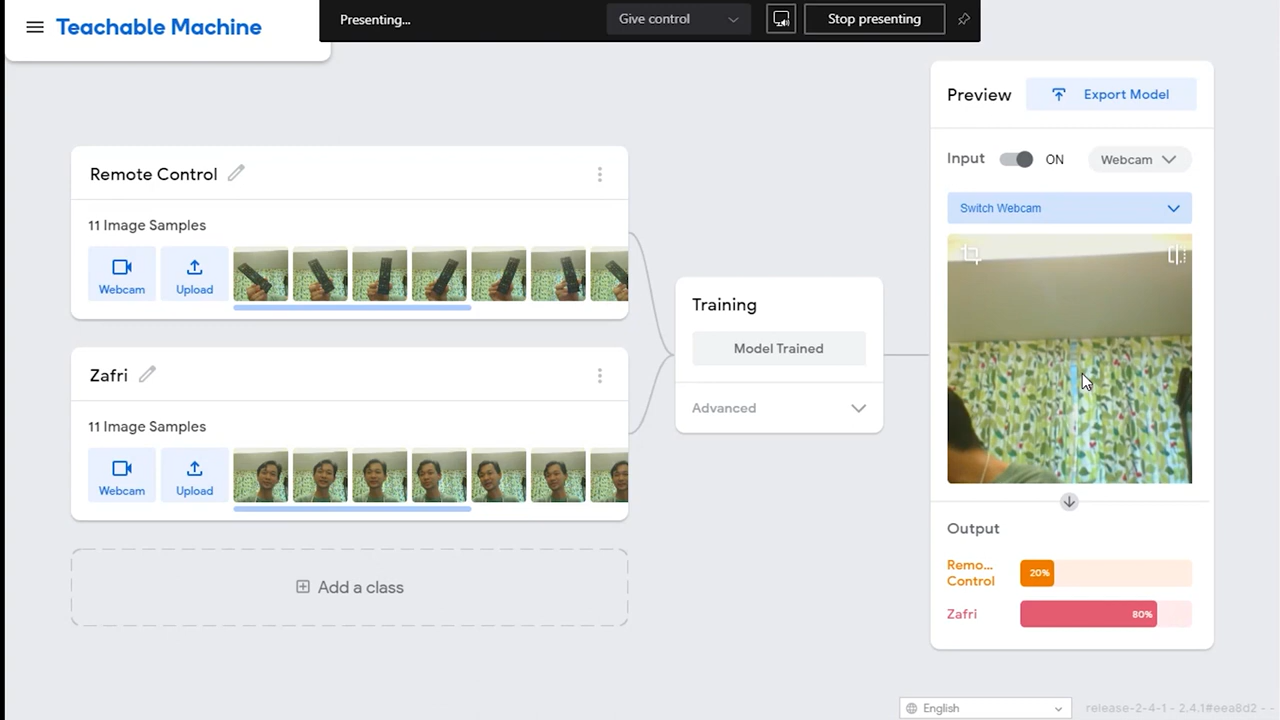 Teachable Machine
Presenting...
Give control
Stop presenting
Remote Control
11 Image Samples
Webcam
Upload
Zafri
11 Image Samples
Webcam
Upload
Add a class
Training
Model Trained
Advanced
Preview
Export Model
Input
ON
Webcam
Switch Webcam
Output
Remo...
Control
20%
Zafri
80%
English
release-2-4-1 - 2.4.1#eea8d2 - -